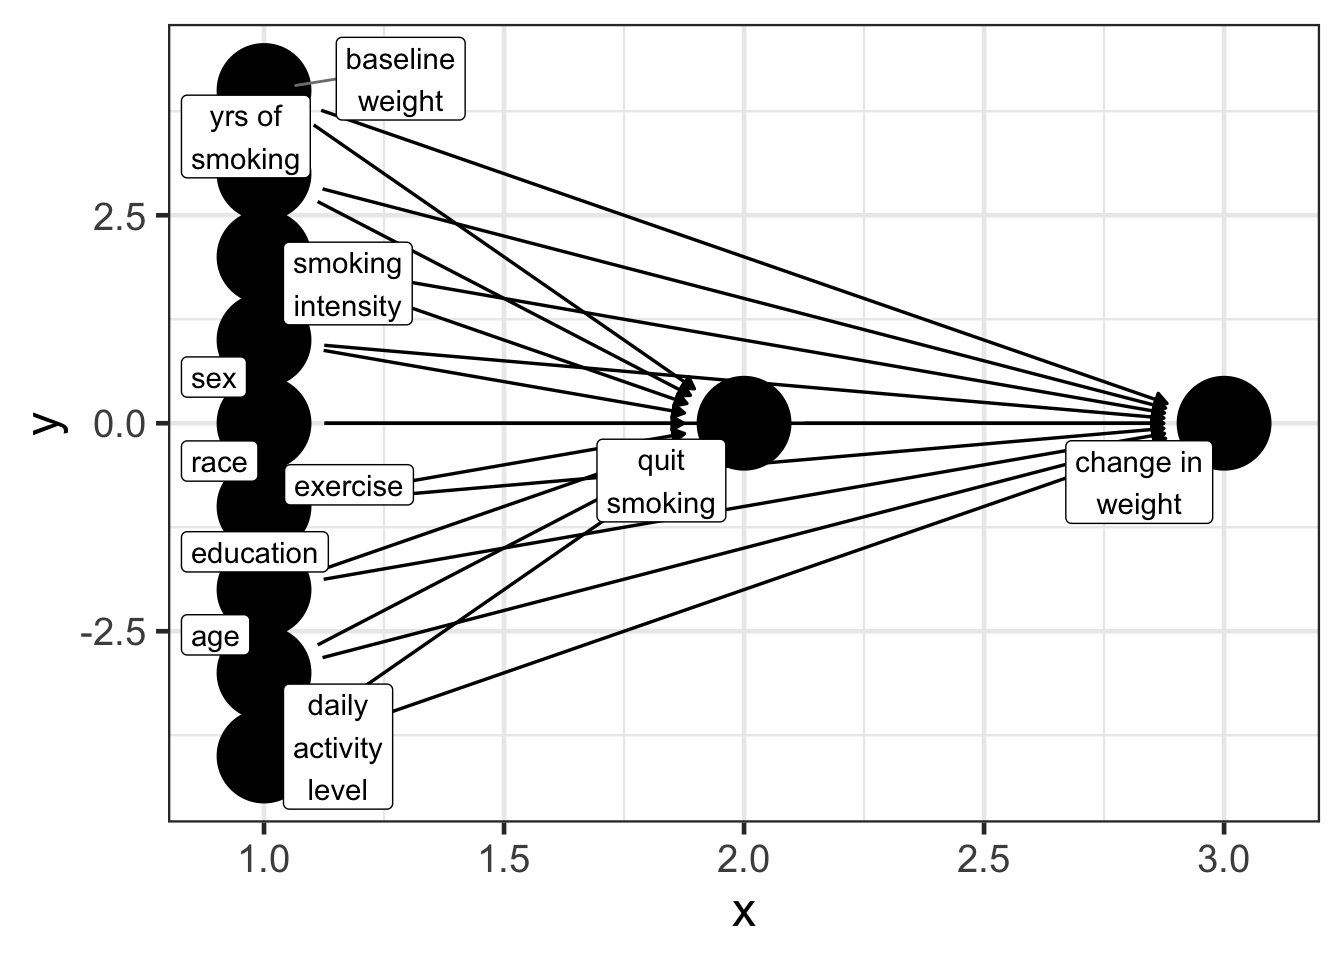 baseline
weight
yrs of
smoking
2.5
smoking
intensity
sex
y
0.0
race
exercise
quit
smoking
change in
weight
education
-2.5
age
daily
activity
level
1.0
1.5
2.0
2.5
3.0
x